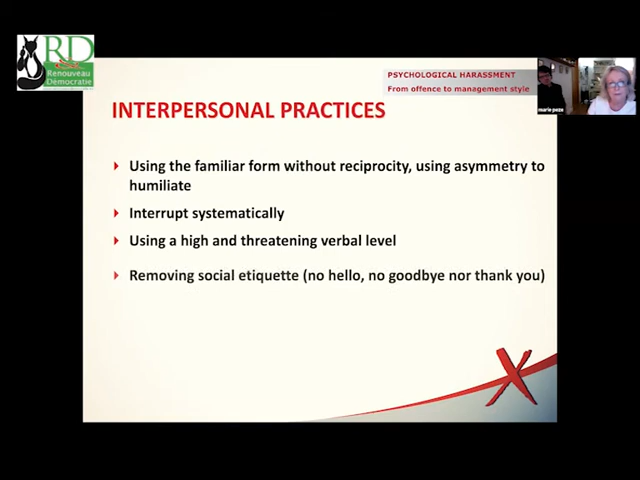 RD
Renouveau
Démocratie
PSYCHOLOGICAL HARASSMENT
From offence to management style
marie peze
INTERPERSONAL PRACTICES
Using the familiar form without reciprocity, using asymmetry to
humiliate
Interrupt systematically
Using a high and threatening verbal level
Removing social etiquette (no hello, no goodbye nor thank you)